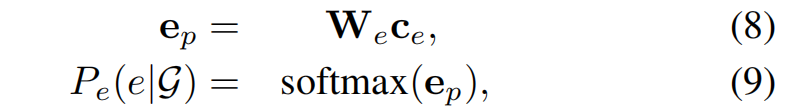 e_p = W_e c_e, (8)
P_e(e|𝒢) = softmax(e_p), (9)